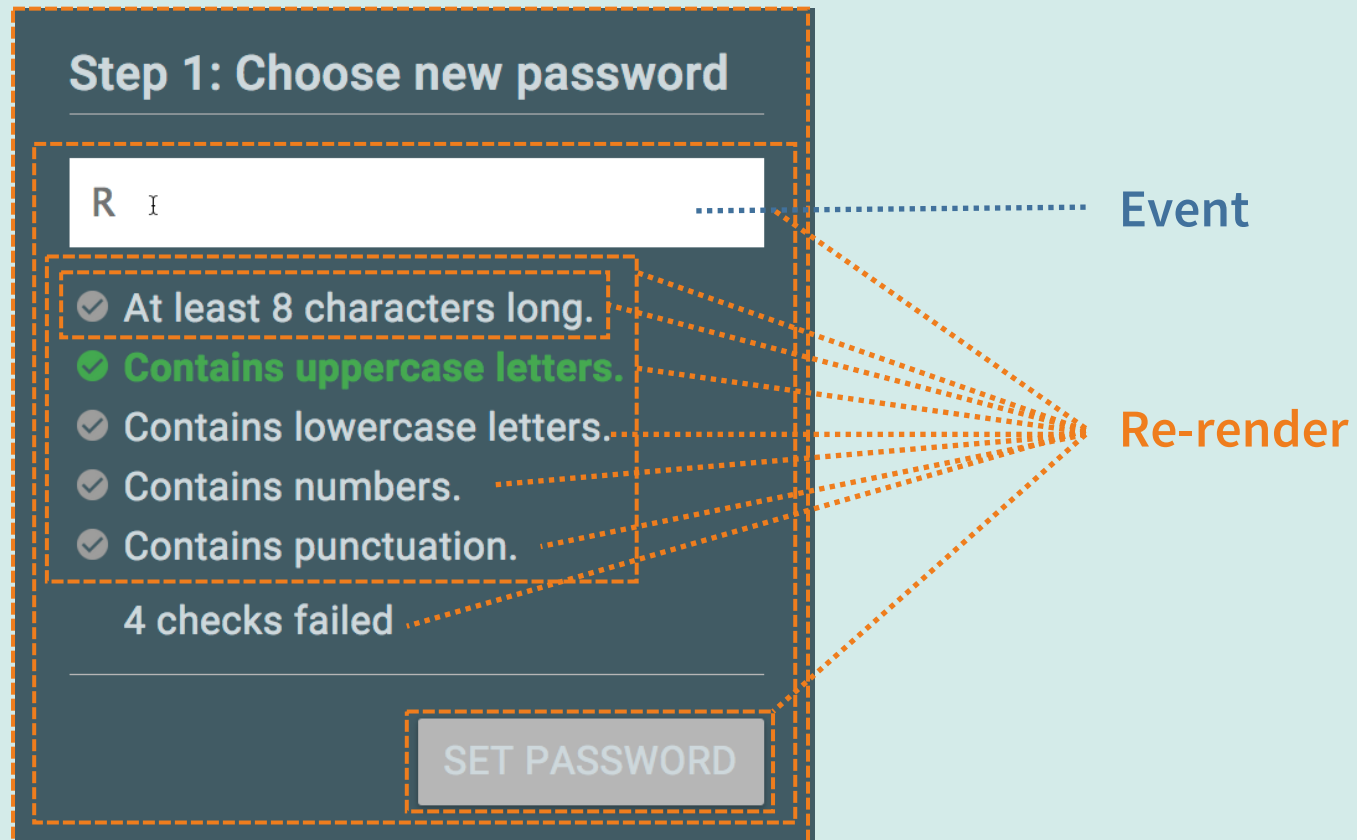 Step 1: Choose new password
R
Event
At least 8 characters long.
Contains uppercase letters.
Contains lowercase letters.
Re-render
Contains numbers.
Contains punctuation.
4 checks failed
SET PASSWORD